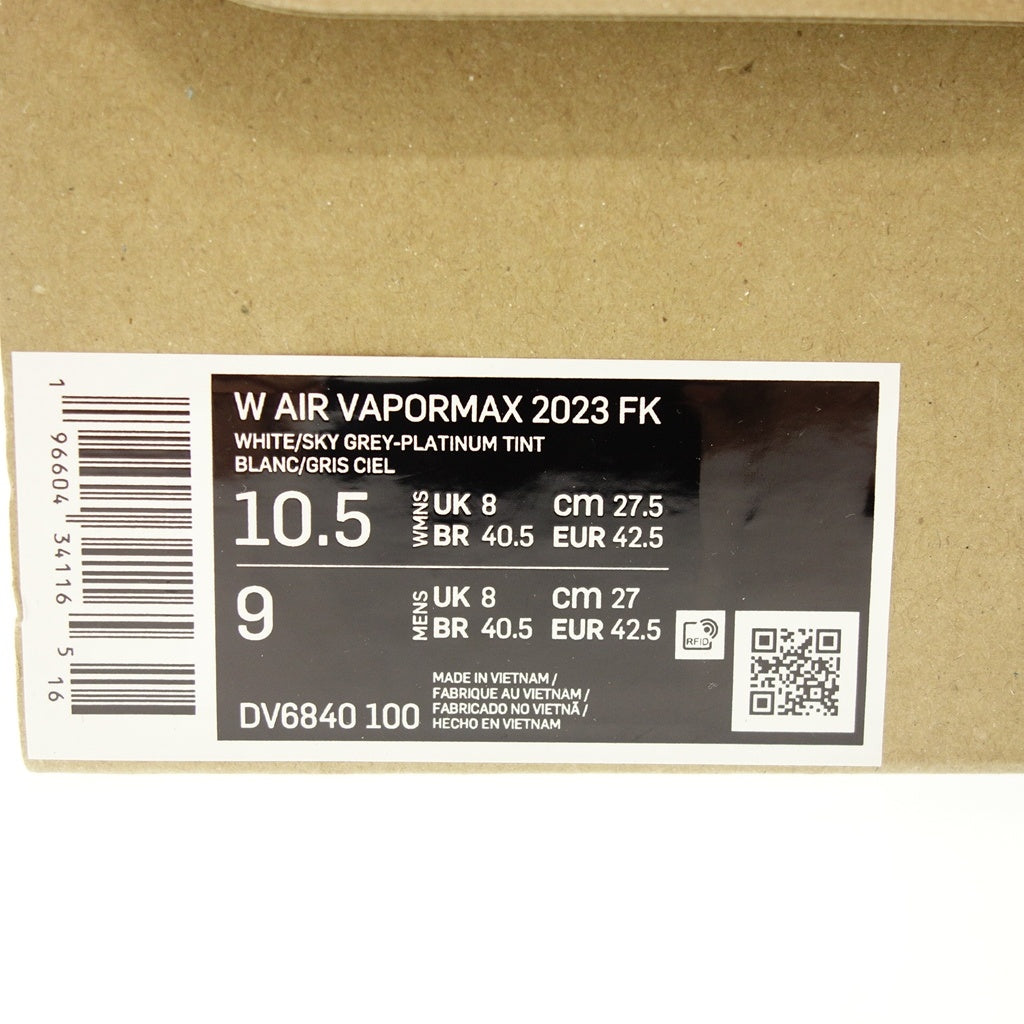 W AIR VAPORMAX 2023 FK
WHITE/SKY GREY-PLATINUM TINT
BLANC/GRIS CIEL
10.5 WMNS UK 8 cm 27.5
BR 40.5 EUR 42.5
9 MENS UK 8 cm 27
BR 40.5 EUR 42.5
RFID
DV6840 100
MADE IN VIETNAM /
FABRIQUE AU VIETNAM /
FABRICADO NO VIETNÃ /
HECHO EN VIETNAM
1 96604 34116 5 16